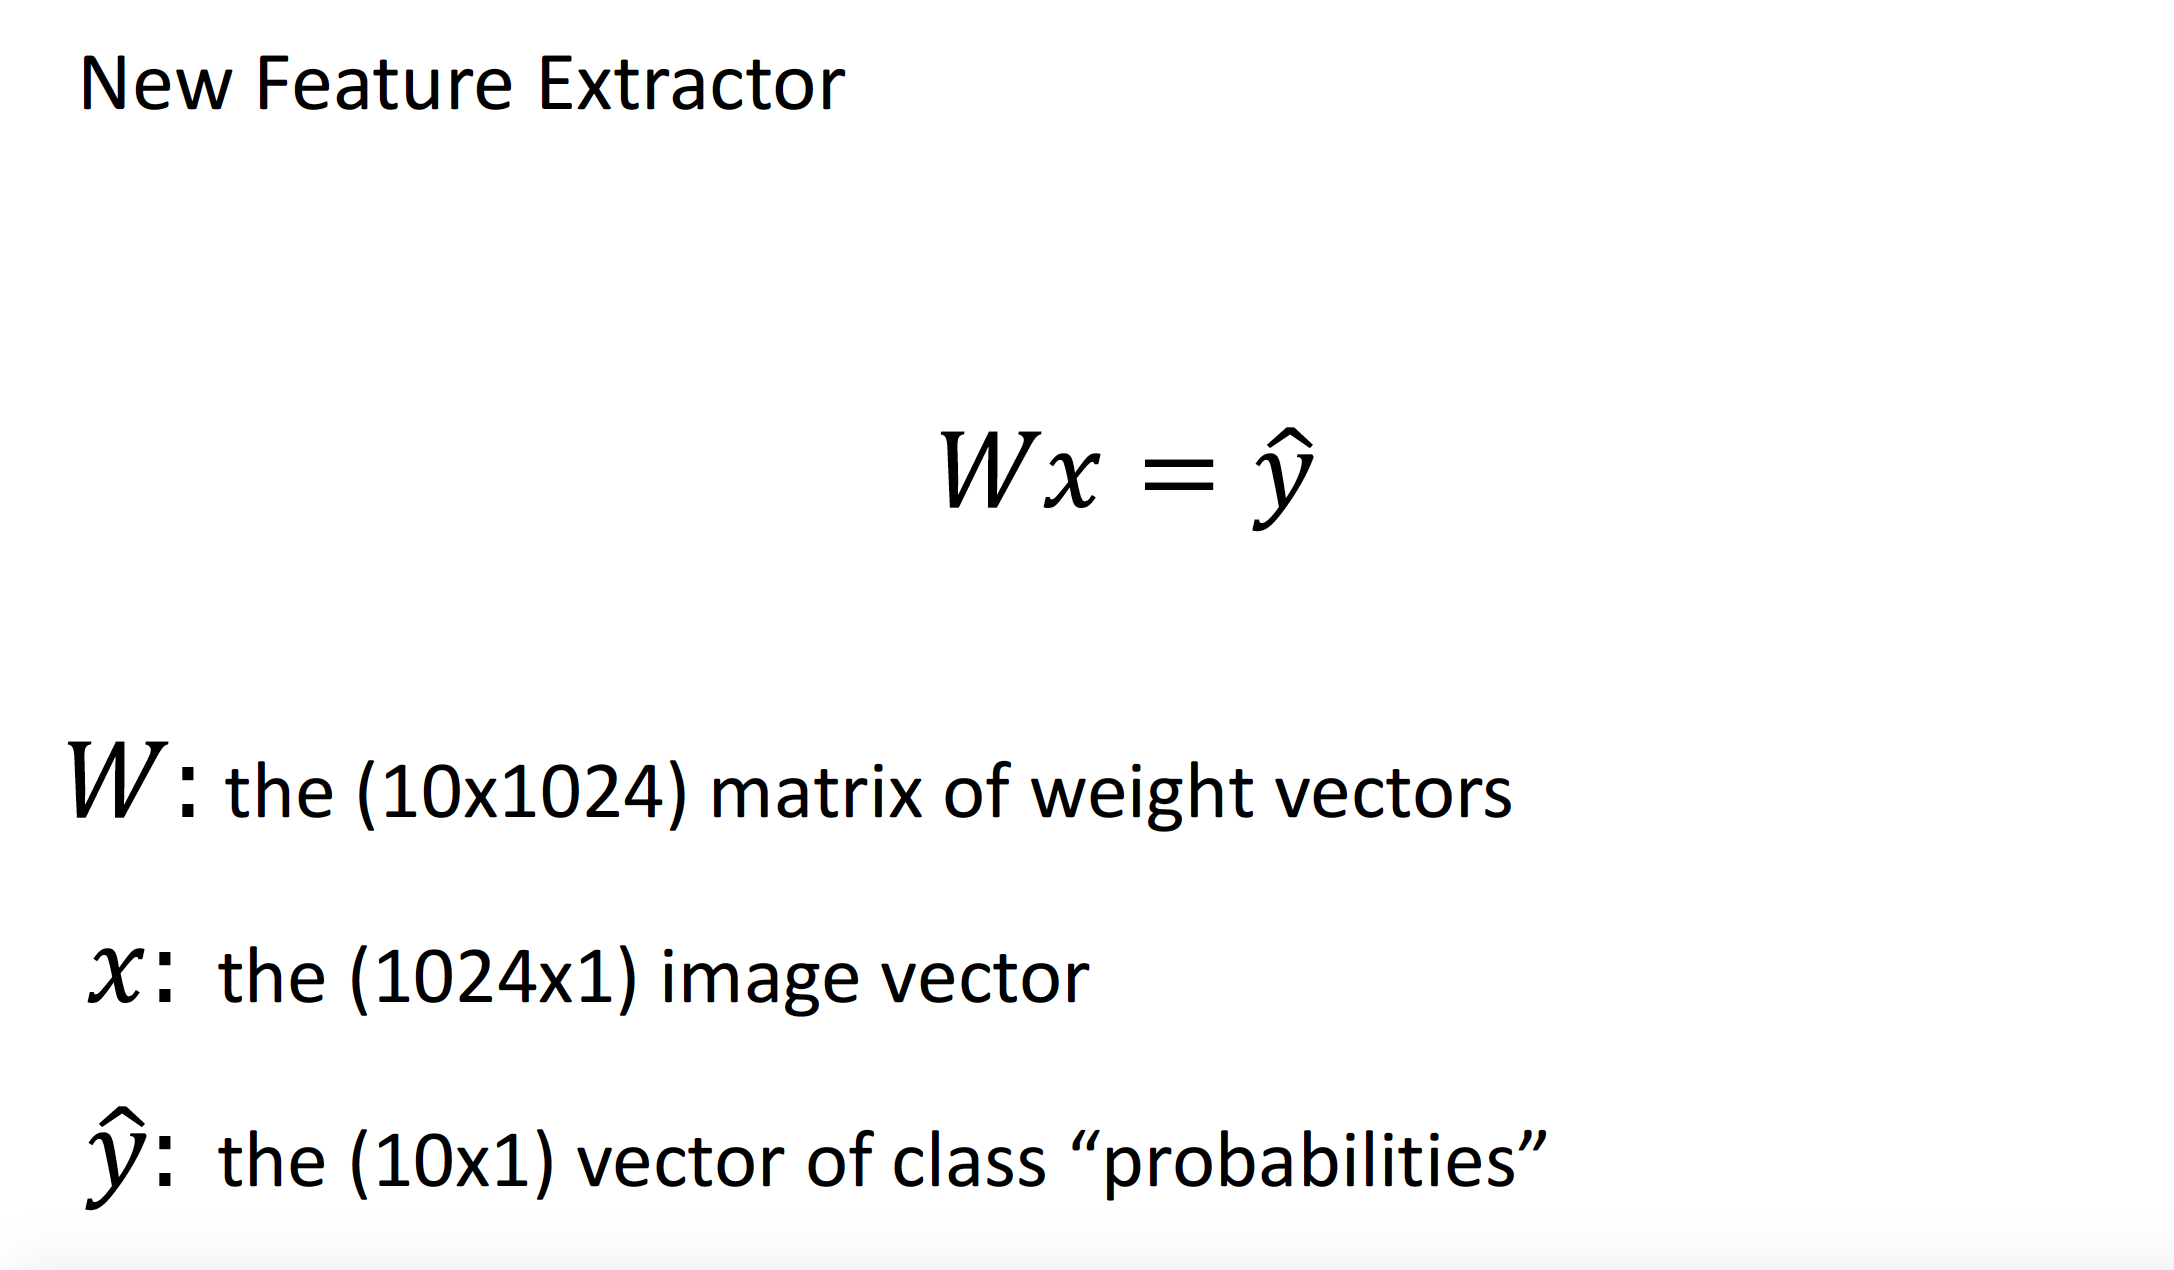 New Feature Extractor
Wx = ŷ
W: the (10x1024) matrix of weight vectors
x: the (1024x1) image vector
ŷ: the (10x1) vector of class “probabilities”